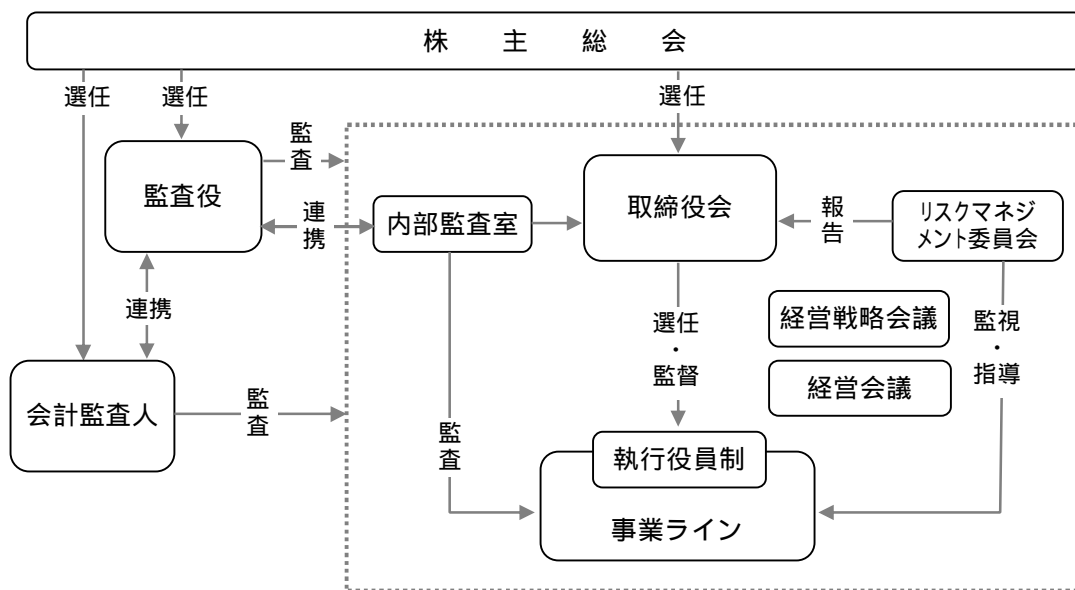 株主総会
選任
選任
選任
監査
監査役
取締役会
リスクマネジ
メント委員会
報告
連携
内部監査室
連携
選任
・
監督
経営戦略会議
監視
・
指導
経営会議
会計監査人
監査
監査
執行役員制
事業ライン